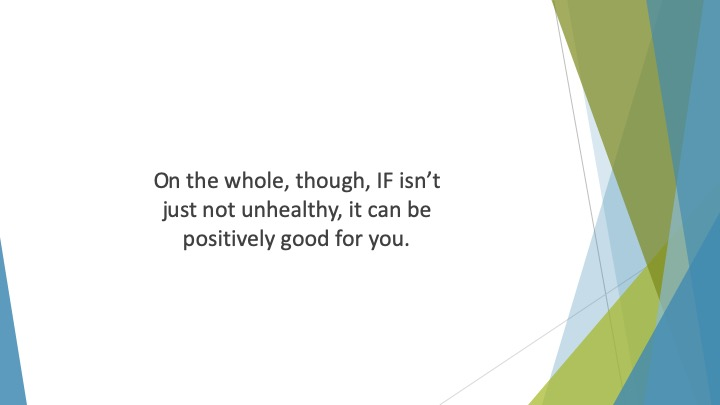 On the whole, though, IF isn’t
just not unhealthy, it can be
positively good for you.